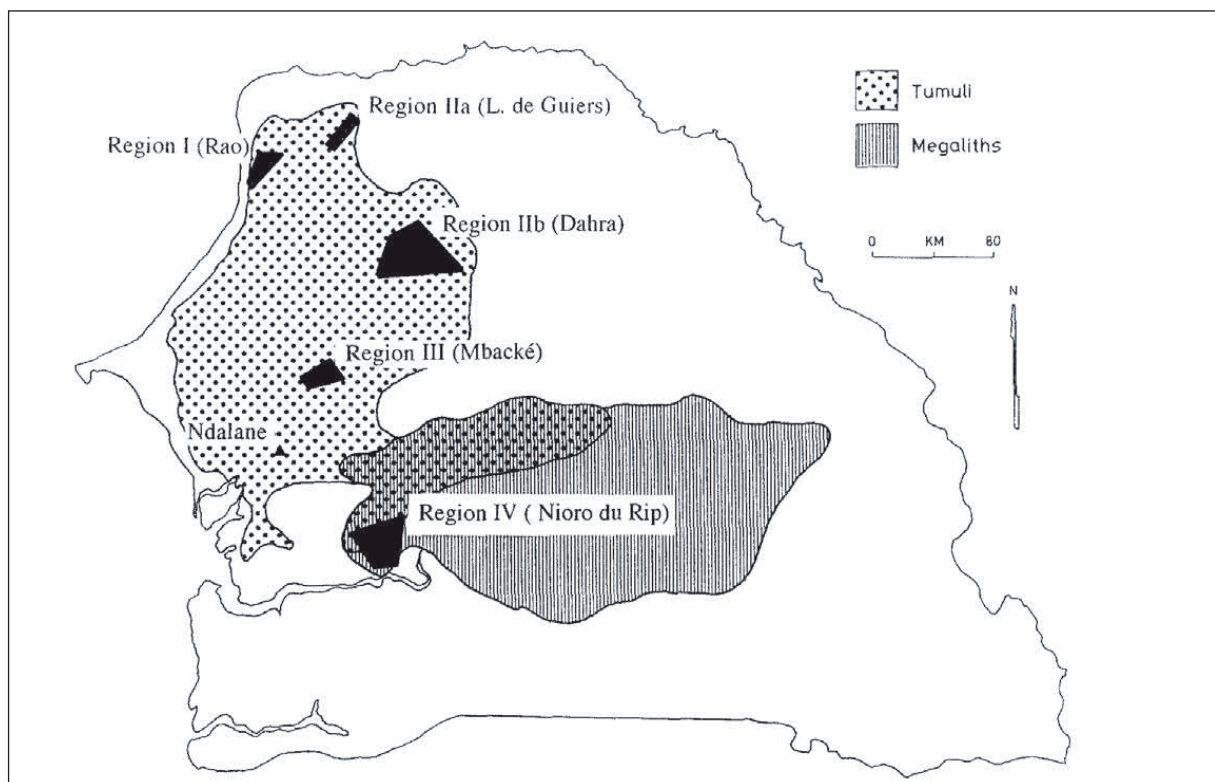 Region IIa (L. de Guiers)
Tumuli
Region I (Rao)
Megaliths
Region IIb (Dahra)
0 KM 80
N
Region III (Mbacké)
Ndalane
Region IV ( Nioro du Rip)